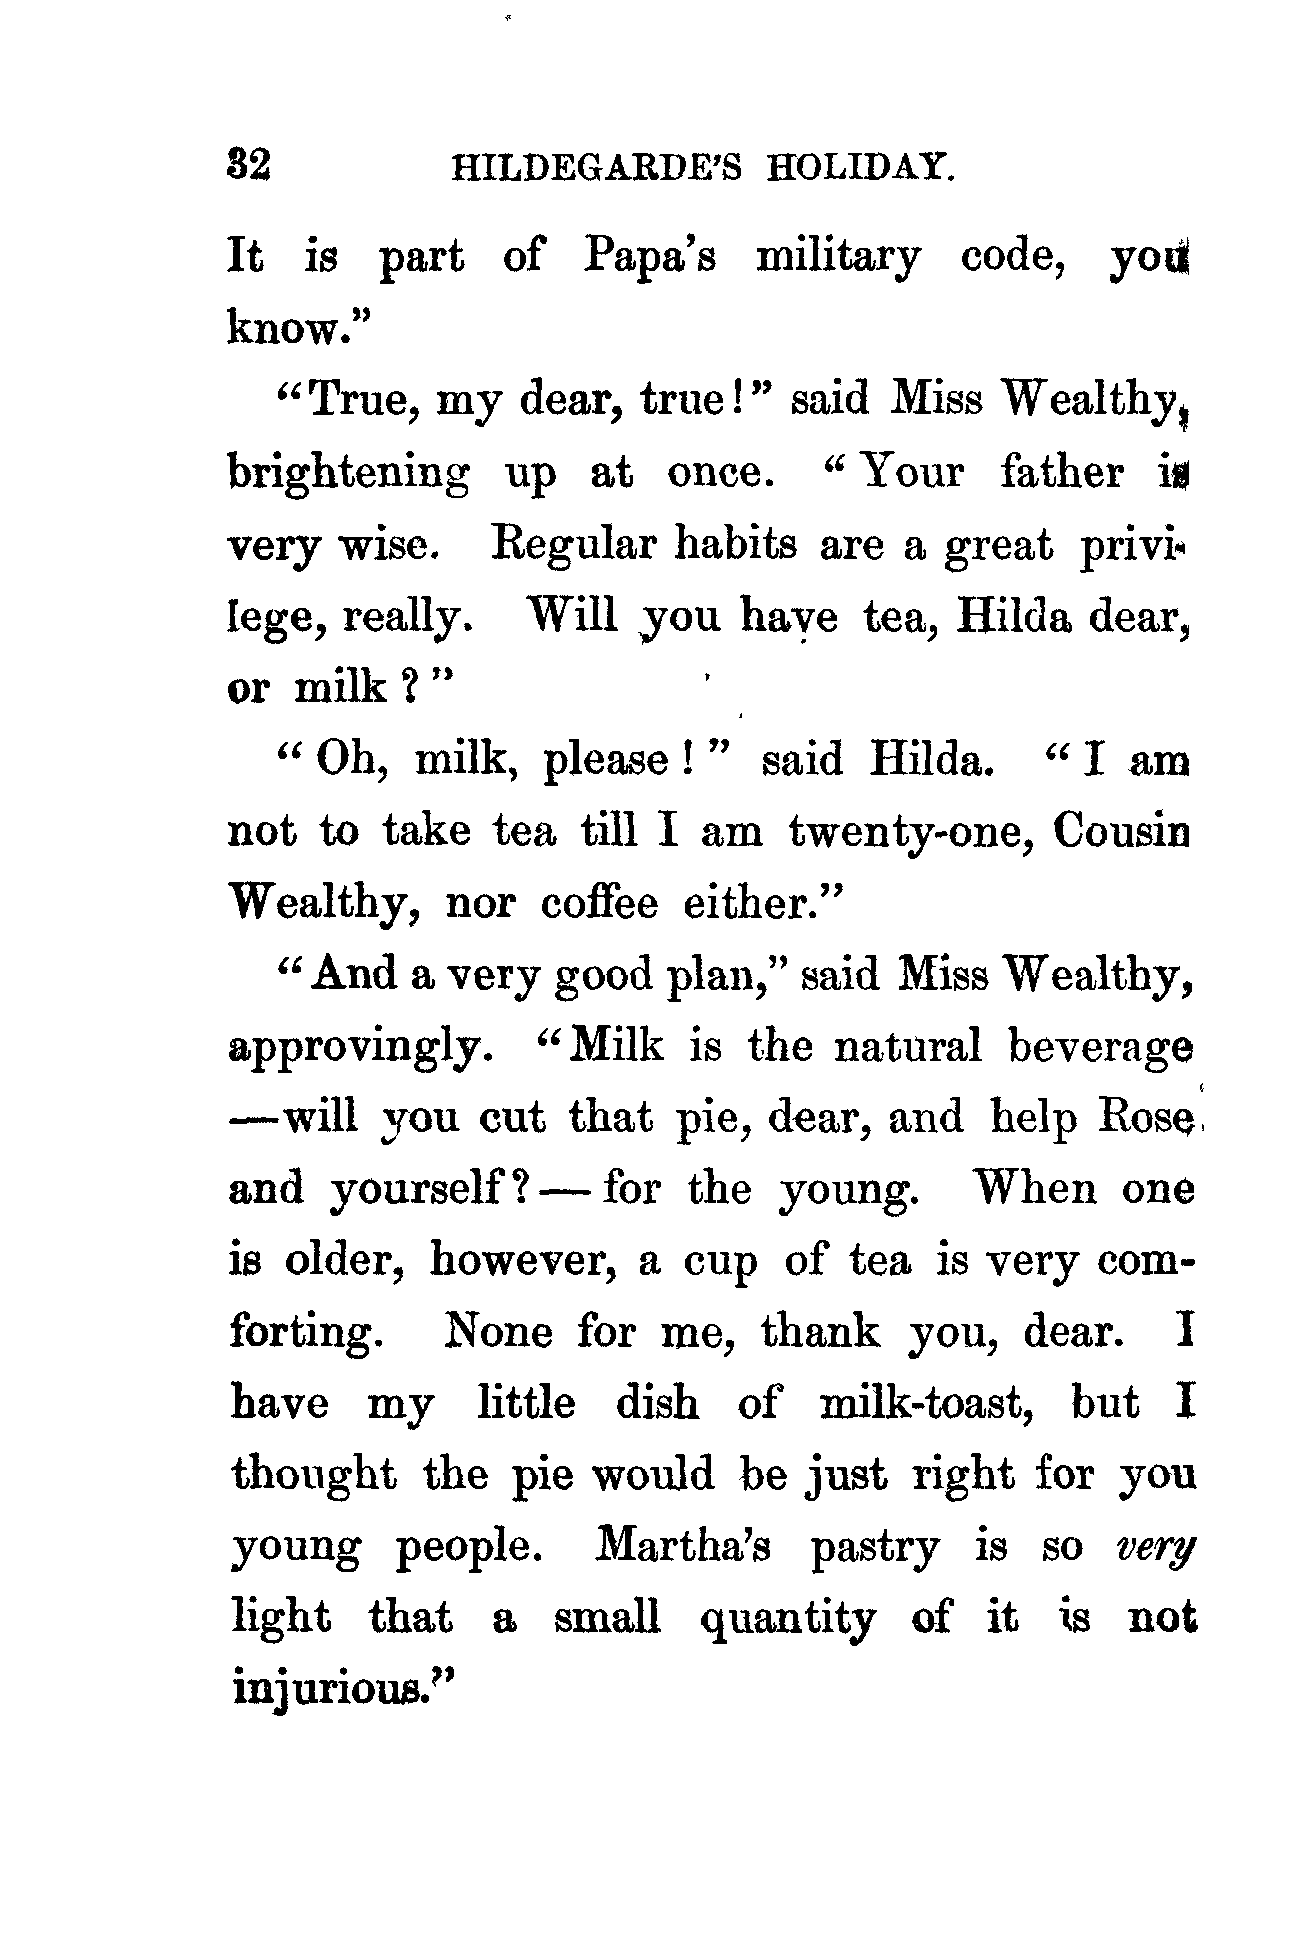 32 HILDEGARDE'S HOLIDAY.
It is part of Papa's military code, you
know."
"True, my dear, true!" said Miss Wealthy,
brightening up at once. "Your father is
very wise. Regular habits are a great privi-
lege, really. Will you have tea, Hilda dear,
or milk?"
"Oh, milk, please!" said Hilda. "I am
not to take tea till I am twenty-one, Cousin
Wealthy, nor coffee either."
"And a very good plan," said Miss Wealthy,
approvingly. "Milk is the natural beverage
—will you cut that pie, dear, and help Rose
and yourself?—for the young. When one
is older, however, a cup of tea is very com-
forting. None for me, thank you, dear. I
have my little dish of milk-toast, but I
thought the pie would be just right for you
young people. Martha's pastry is so very
light that a small quantity of it is not
injurious."